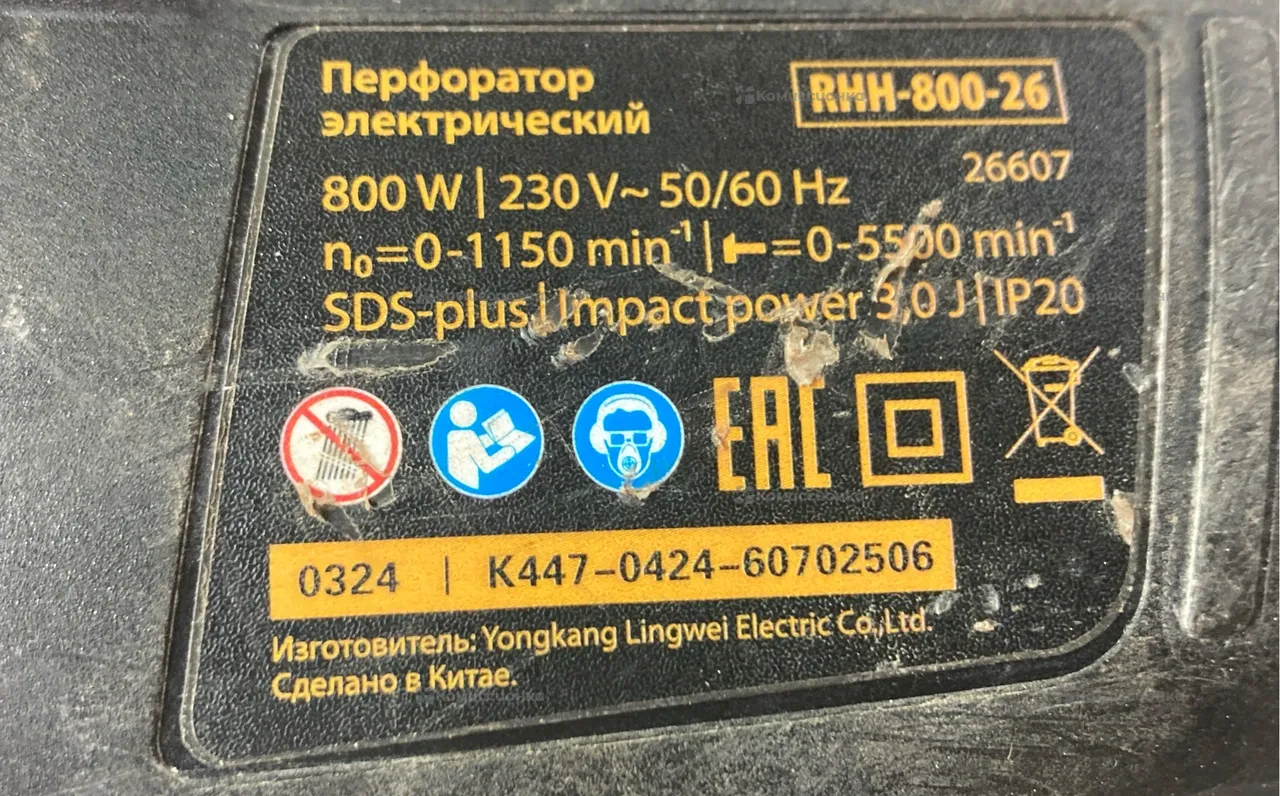 Перфоратор
электрический
RHH-800-26
26607
800 W | 230 V~ 50/60 Hz
n₀=0-1150 min⁻¹ | =0-5500 min⁻¹
SDS-plus | Impact power 3,0 J | IP20
EAC
0324 | K447-0424-60702506
Изготовитель: Yongkang Lingwei Electric Co.,Ltd.
Сделано в Китае.